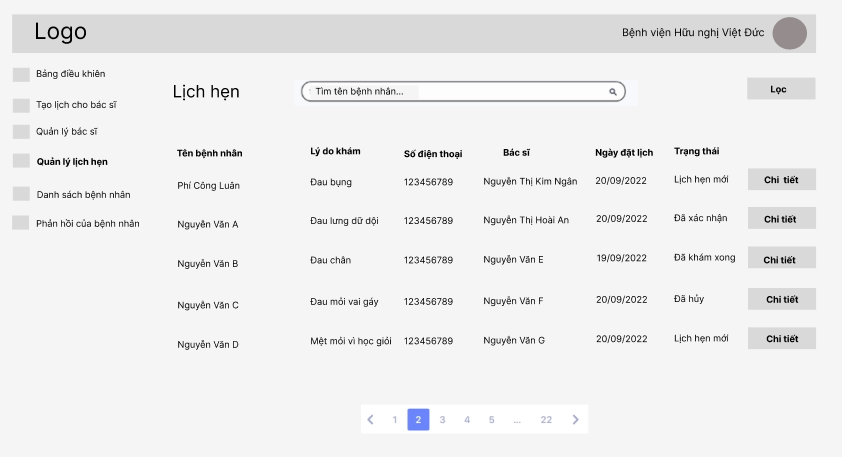 Logo
Bệnh viện Hữu nghị Việt Đức
Bảng điều khiên
Tạo lịch cho bác sĩ
Quản lý bác sĩ
Quản lý lịch hẹn
Danh sách bệnh nhân
Phản hồi của bệnh nhân
Lịch hẹn
Tìm tên bệnh nhân...
Lọc
Tên bệnh nhân Lý do khám Số điện thoại Bác sĩ Ngày đặt lịch Trạng thái
Phí Công Luân Đau bụng 123456789 Nguyễn Thị Kim Ngân 20/09/2022 Lịch hẹn mới Chi tiết
Nguyễn Văn A Đau lưng dữ dội 123456789 Nguyễn Thị Hoài An 20/09/2022 Đã xác nhận Chi tiết
Nguyễn Văn B Đau chân 123456789 Nguyễn Văn E 19/09/2022 Đã khám xong Chi tiết
Nguyễn Văn C Đau mỏi vai gáy 123456789 Nguyễn Văn F 20/09/2022 Đã hủy Chi tiết
Nguyễn Văn D Mệt mỏi vì học giỏi 123456789 Nguyễn Văn G 20/09/2022 Lịch hẹn mới Chi tiết
1 2 3 4 5 ... 22